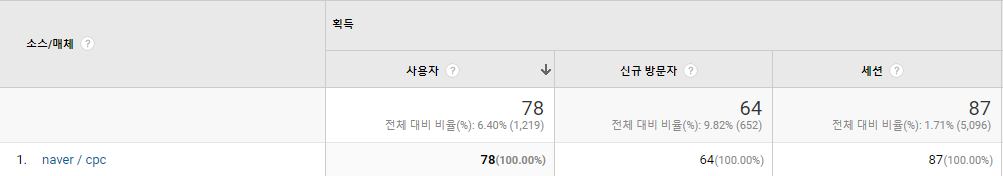 획득
소스/매체 ?
사용자 ? 신규 방문자 ? 세션 ?
78 64 87
전체 대비 비율(%): 6.40% (1,219) 전체 대비 비율(%): 9.82% (652) 전체 대비 비율(%): 1.71% (5,096)
1. naver / cpc 78(100.00%) 64(100.00%) 87(100.00%)